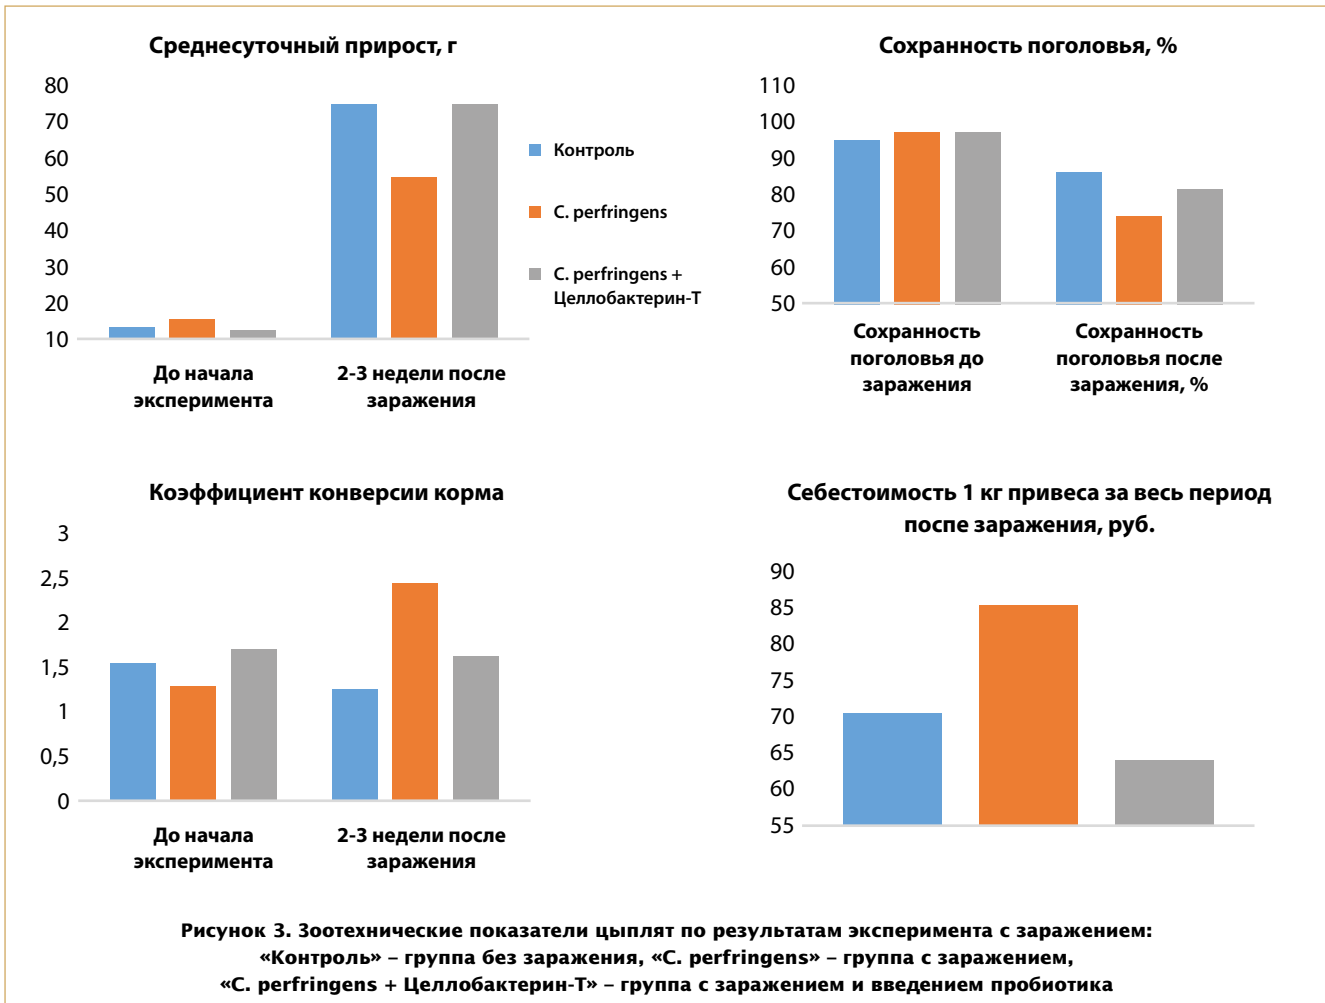 Среднесуточный прирост, г
80
70
60
50
40
30
20
10
До начала
эксперимента
2-3 недели после
заражения
Контроль
C. perfringens
C. perfringens +
Целлобактерин-Т
Сохранность поголовья, %
110
100
90
80
70
60
50
Сохранность
поголовья до
заражения
Сохранность
поголовья после
заражения, %
Коэффициент конверсии корма
3
2,5
2
1,5
1
0,5
0
До начала
эксперимента
2-3 недели после
заражения
Себестоимость 1 кг привеса за весь период
поспе заражения, руб.
90
85
80
75
70
65
60
55
Рисунок 3. Зоотехнические показатели цыплят по результатам эксперимента с заражением:
«Контроль» – группа без заражения, «C. perfringens» – группа с заражением,
«C. perfringens + Целлобактерин-Т» – группа с заражением и введением пробиотика